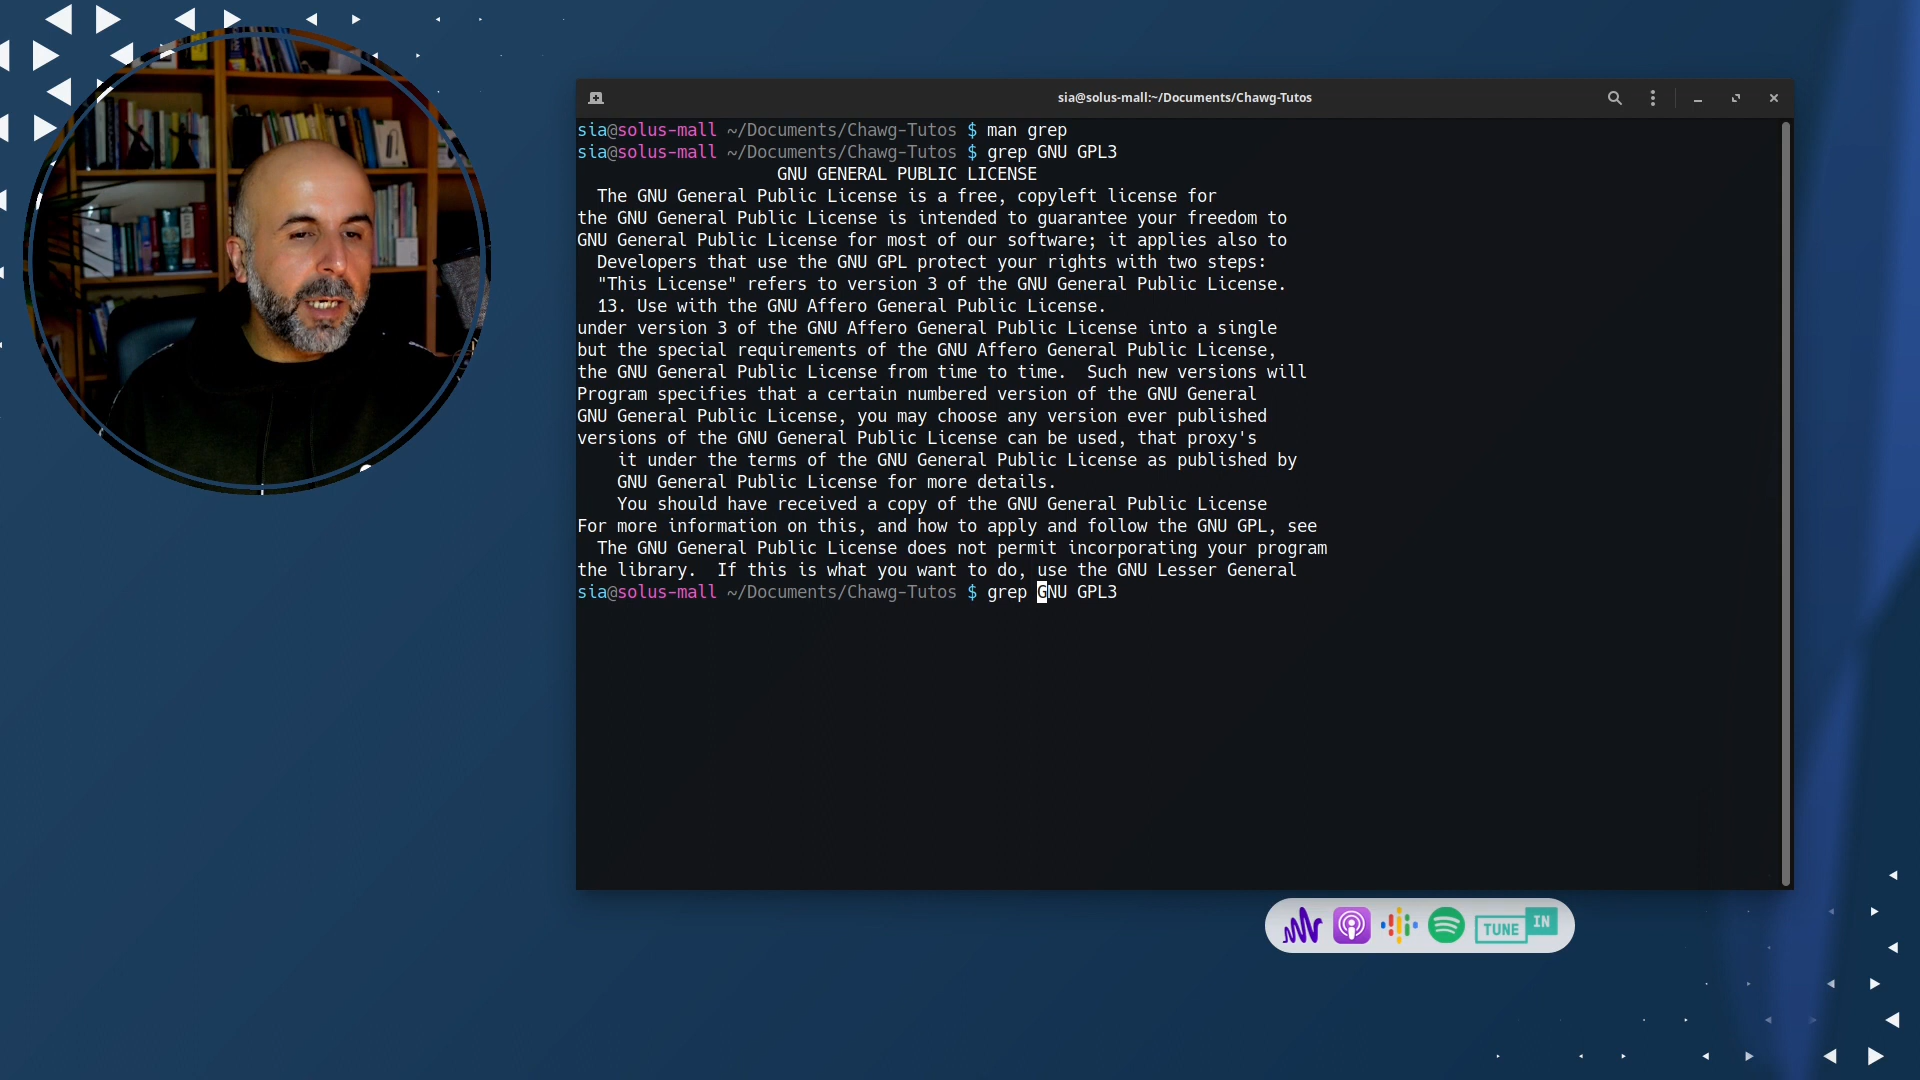 sia@solus-mall:~/Documents/Chawg-Tutos
sia@solus-mall ~/Documents/Chawg-Tutos $ man grep
sia@solus-mall ~/Documents/Chawg-Tutos $ grep GNU GPL3
                    GNU GENERAL PUBLIC LICENSE
  The GNU General Public License is a free, copyleft license for
the GNU General Public License is intended to guarantee your freedom to
GNU General Public License for most of our software; it applies also to
  Developers that use the GNU GPL protect your rights with two steps:
  "This License" refers to version 3 of the GNU General Public License.
  13. Use with the GNU Affero General Public License.
under version 3 of the GNU Affero General Public License into a single
but the special requirements of the GNU Affero General Public License,
the GNU General Public License from time to time.  Such new versions will
Program specifies that a certain numbered version of the GNU General
GNU General Public License, you may choose any version ever published
versions of the GNU General Public License can be used, that proxy's
    it under the terms of the GNU General Public License as published by
    GNU General Public License for more details.
    You should have received a copy of the GNU General Public License
For more information on this, and how to apply and follow the GNU GPL, see
  The GNU General Public License does not permit incorporating your program
the library.  If this is what you want to do, use the GNU Lesser General
sia@solus-mall ~/Documents/Chawg-Tutos $ grep GNU GPL3
TUNE IN